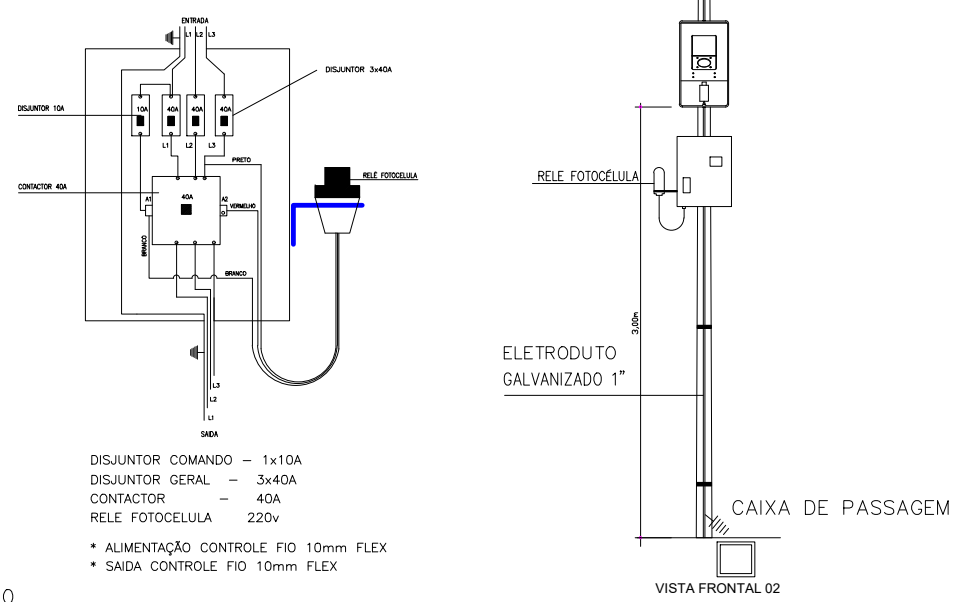 ENTRADA
L1 L2 L3
DISJUNTOR 3x40A
DISJUNTOR 10A
10A 40A 40A 40A
L1 L2 L3
PRETO
RELÉ FOTOCELULA
CONTACTOR 40A
A1 40A A2
VERMELHO
BRANCO
BRANCO
L3
L2
L1
SAIDA
DISJUNTOR COMANDO – 1x10A
DISJUNTOR GERAL – 3x40A
CONTACTOR – 40A
RELE FOTOCELULA 220v
* ALIMENTAÇÃO CONTROLE FIO 10mm FLEX
* SAIDA CONTROLE FIO 10mm FLEX
O
RELE FOTOCÉLULA
3,00m
ELETRODUTO
GALVANIZADO 1"
CAIXA DE PASSAGEM
VISTA FRONTAL 02